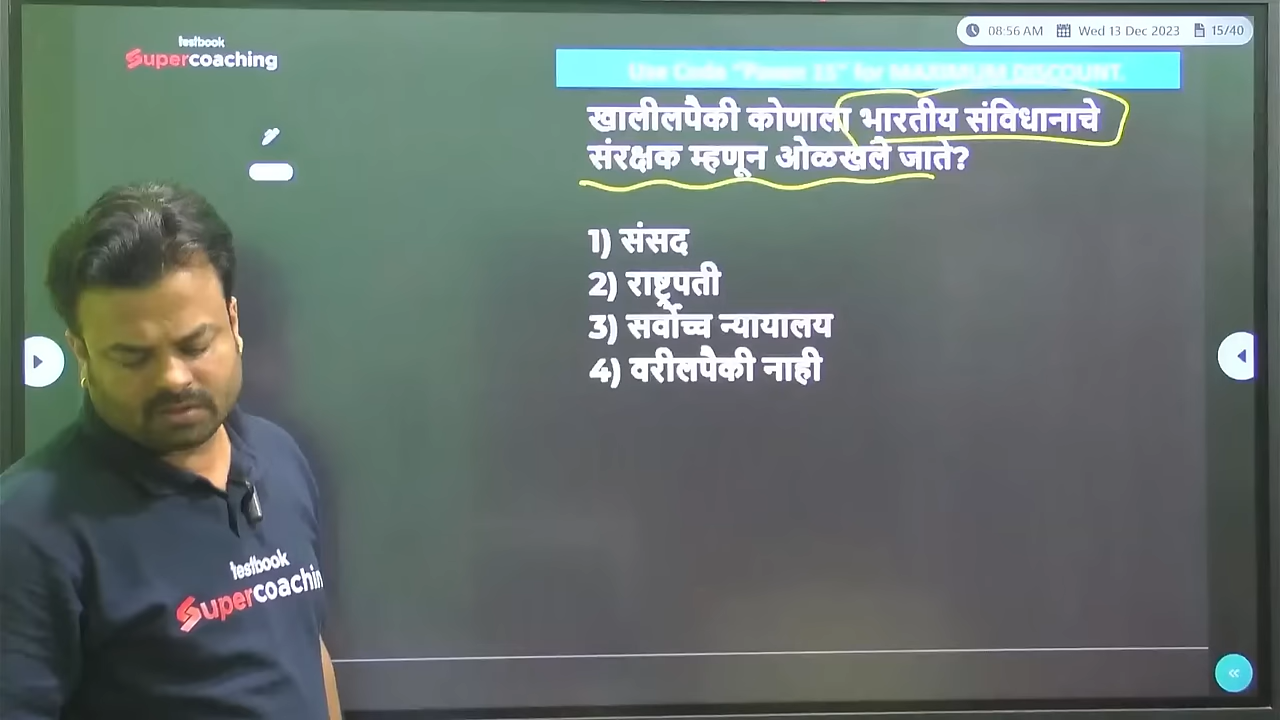 testbook
Supercoaching
08:56 AM Wed 13 Dec 2023 15/40
Use Code "Pawar 15" for MAXIMUM DISCOUNT.
खालीलपैकी कोणाला भारतीय संविधानाचे
संरक्षक म्हणून ओळखले जाते?
1) संसद
2) राष्ट्रपती
3) सर्वोच्च न्यायालय
4) वरीलपैकी नाही
testbook
Supercoachin